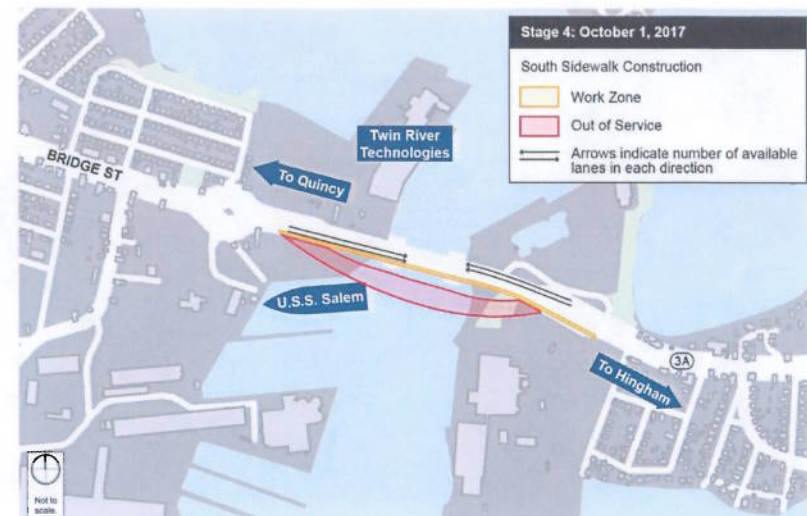 Stage 4: October 1, 2017
South Sidewalk Construction
Work Zone
Out of Service
Arrows indicate number of available
lanes in each direction
Twin River
Technologies
BRIDGE ST
To Quincy
U.S.S. Salem
3A
To Hingham
Not to
scale